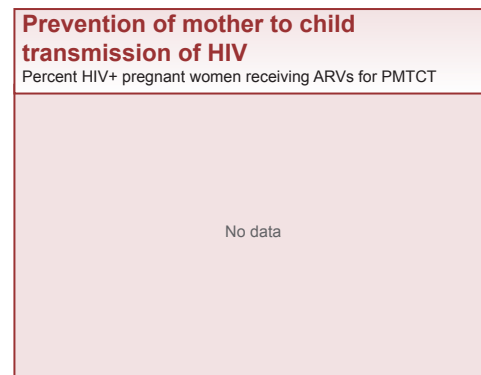 Prevention of mother to child
transmission of HIV
Percent HIV+ pregnant women receiving ARVs for PMTCT
No data